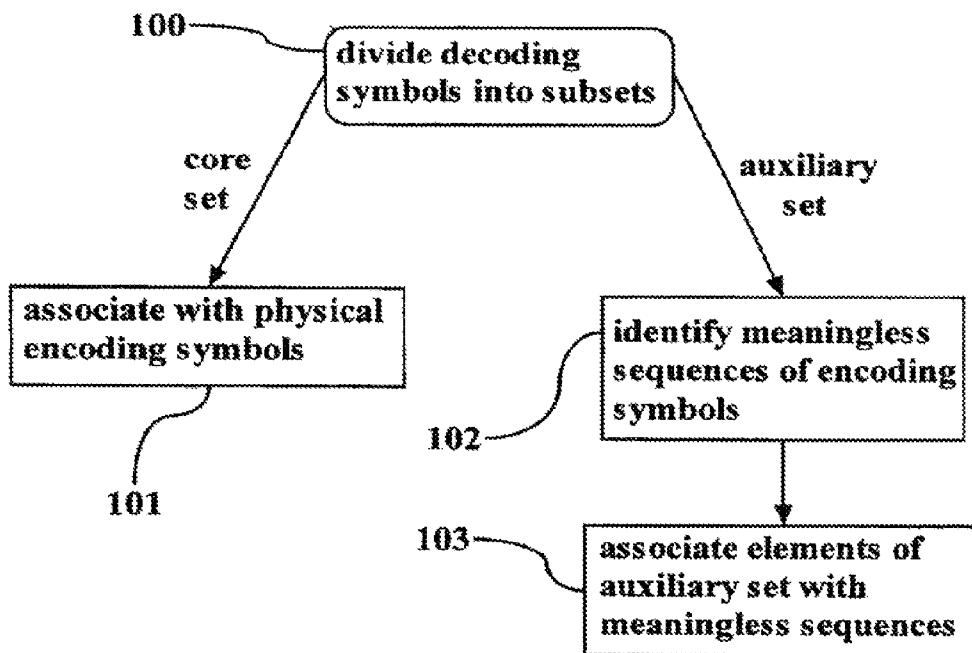 100
divide decoding
symbols into subsets
core
set
auxiliary
set
associate with physical
encoding symbols
101
identify meaningless
sequences of encoding
symbols
102
103
associate elements of
auxiliary set with
meaningless sequences